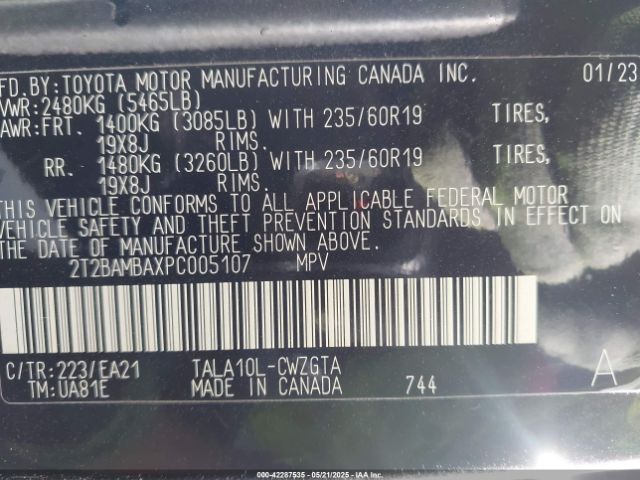 MFD.BY:TOYOTA MOTOR MANUFACTURING CANADA INC. 01/23
GVWR:2480KG (5465LB)
GAWR:FRT. 1400KG (3085LB) WITH 235/60R19 TIRES,
19X8J RIMS.
RR. 1480KG (3260LB) WITH 235/60R19 TIRES,
19X8J RIMS.
THIS VEHICLE CONFORMS TO ALL APPLICABLE FEDERAL MOTOR
VEHICLE SAFETY AND THEFT PREVENTION STANDARDS IN EFFECT ON
THE DATE OF MANUFACTURE SHOWN ABOVE.
2T2BAMBAXPC005107 MPV
C/TR:223/EA21 TALA10L-CWZGTA A
TM:UA81E MADE IN CANADA 744
000-42287535 - 05/21/2025 - IAA, Inc.